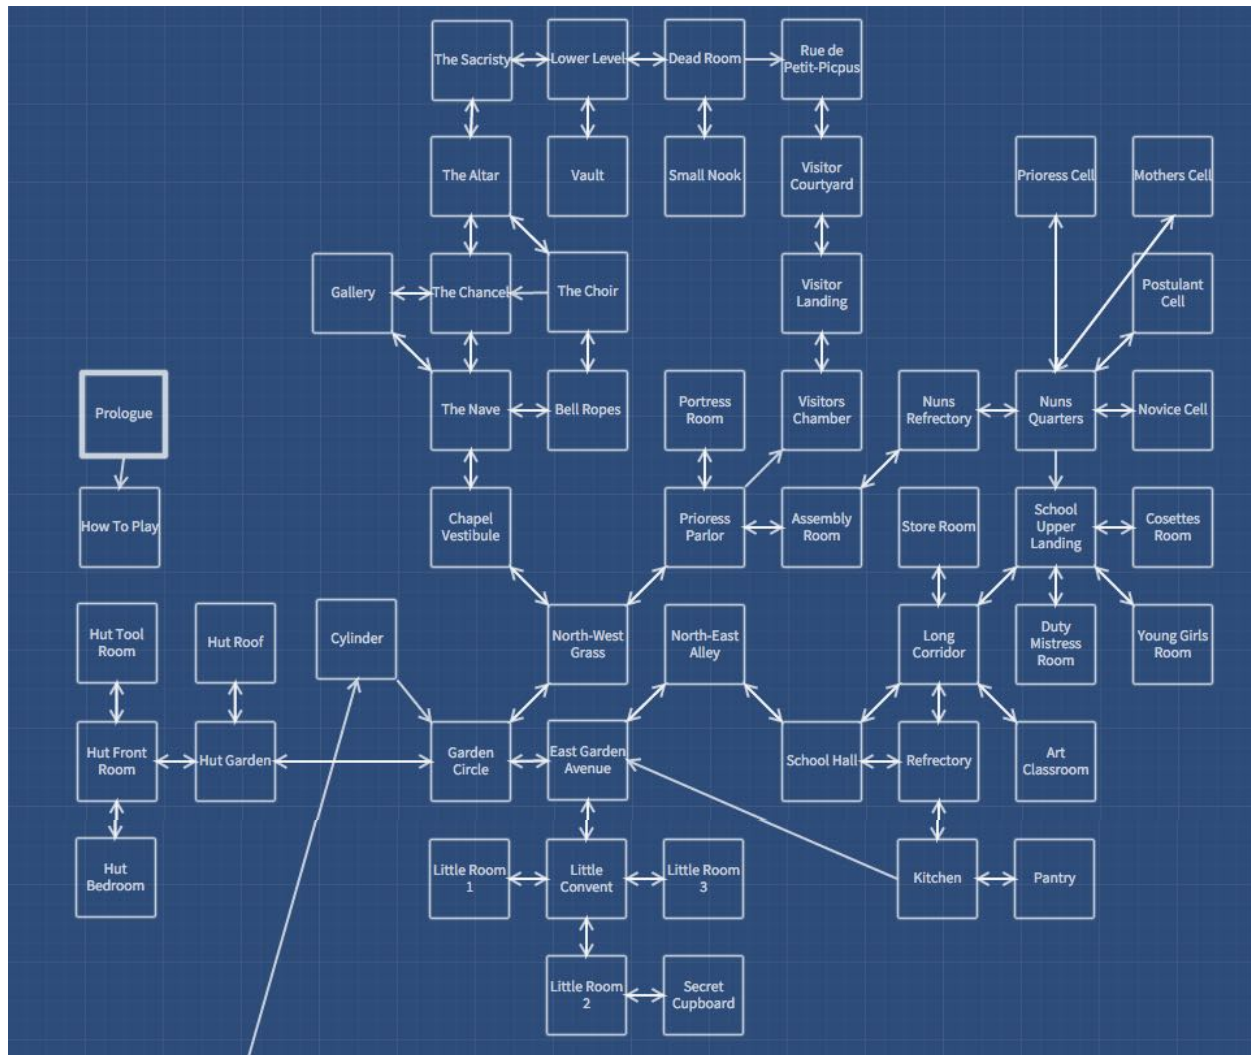 The Sacristy
Lower Level
Dead Room
Rue de
Petit-Picpus
The Altar
Vault
Small Nook
Visitor
Courtyard
Prioress Cell
Mothers Cell
Gallery
The Chancel
The Choir
Visitor
Landing
Postulant
Cell
Prologue
The Nave
Bell Ropes
Portress
Room
Visitors
Chamber
Nuns
Refrectory
Nuns
Quarters
Novice Cell
How To Play
Chapel
Vestibule
Prioress
Parlor
Assembly
Room
Store Room
School
Upper
Landing
Cosettes
Room
Hut Tool
Room
Hut Roof
Cylinder
North-West
Grass
North-East
Alley
Long
Corridor
Duty
Mistress
Room
Young Girls
Room
Hut Front
Room
Hut Garden
Garden
Circle
East Garden
Avenue
School Hall
Refrectory
Art
Classroom
Hut
Bedroom
Little Room
1
Little
Convent
Little Room
3
Kitchen
Pantry
Little Room
2
Secret
Cupboard